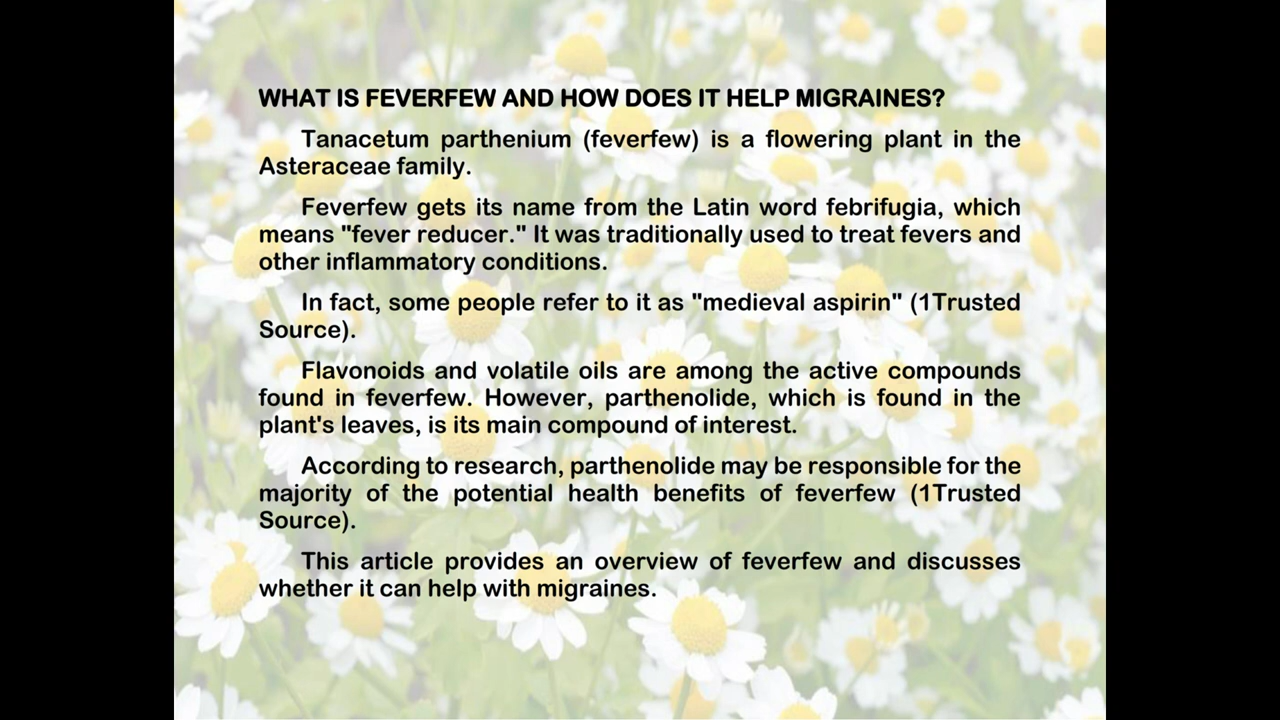 WHAT IS FEVERFEW AND HOW DOES IT HELP MIGRAINES?
Tanacetum parthenium (feverfew) is a flowering plant in the
Asteraceae family.
Feverfew gets its name from the Latin word febrifugia, which
means "fever reducer." It was traditionally used to treat fevers and
other inflammatory conditions.
In fact, some people refer to it as "medieval aspirin" (1Trusted
Source).
Flavonoids and volatile oils are among the active compounds
found in feverfew. However, parthenolide, which is found in the
plant's leaves, is its main compound of interest.
According to research, parthenolide may be responsible for the
majority of the potential health benefits of feverfew (1Trusted
Source).
This article provides an overview of feverfew and discusses
whether it can help with migraines.